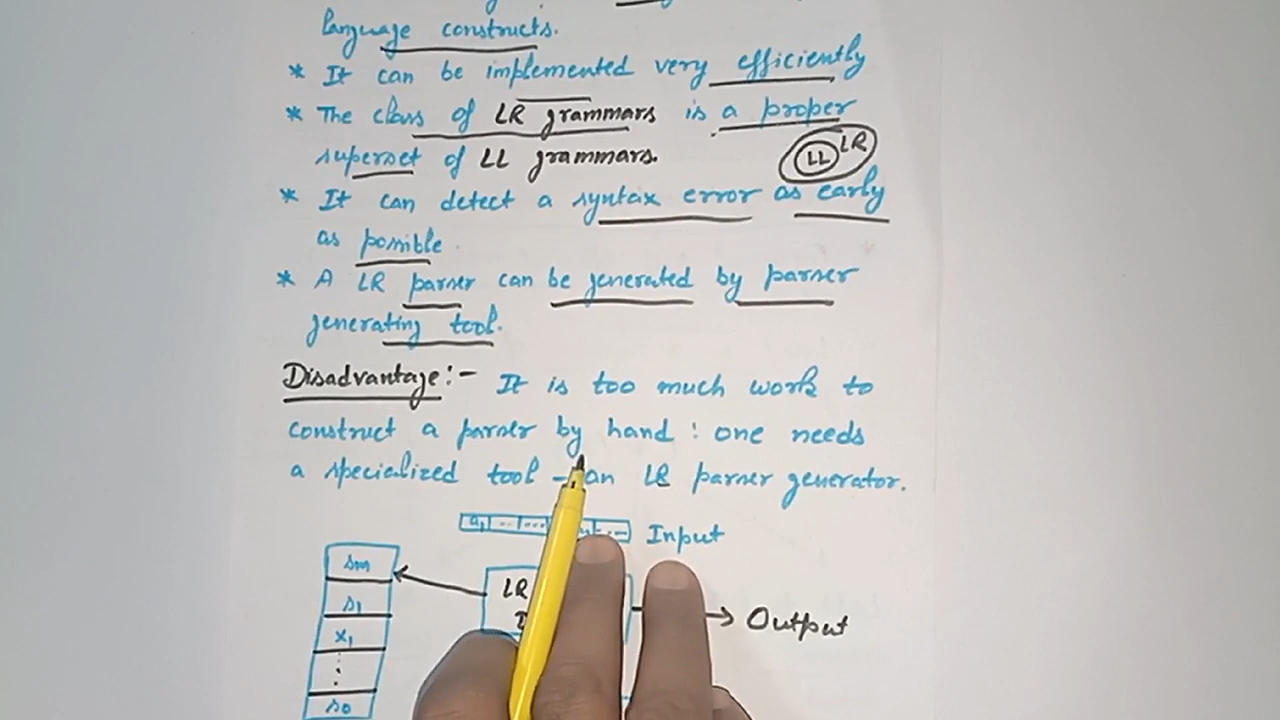 language constructs.
* It can be implemented very efficiently
* The class of LR grammars is a proper
superset of LL grammars.
LL LR
* It can detect a syntax error as early
as possible.
* A LR parser can be generated by parser
generating tool.
Disadvantage:- It is too much work to
construct a parser by hand : one needs
a specialized tool - an LR parser generator.
a1 ... ... Input
Sm
LR
S1
Output
X1
S0